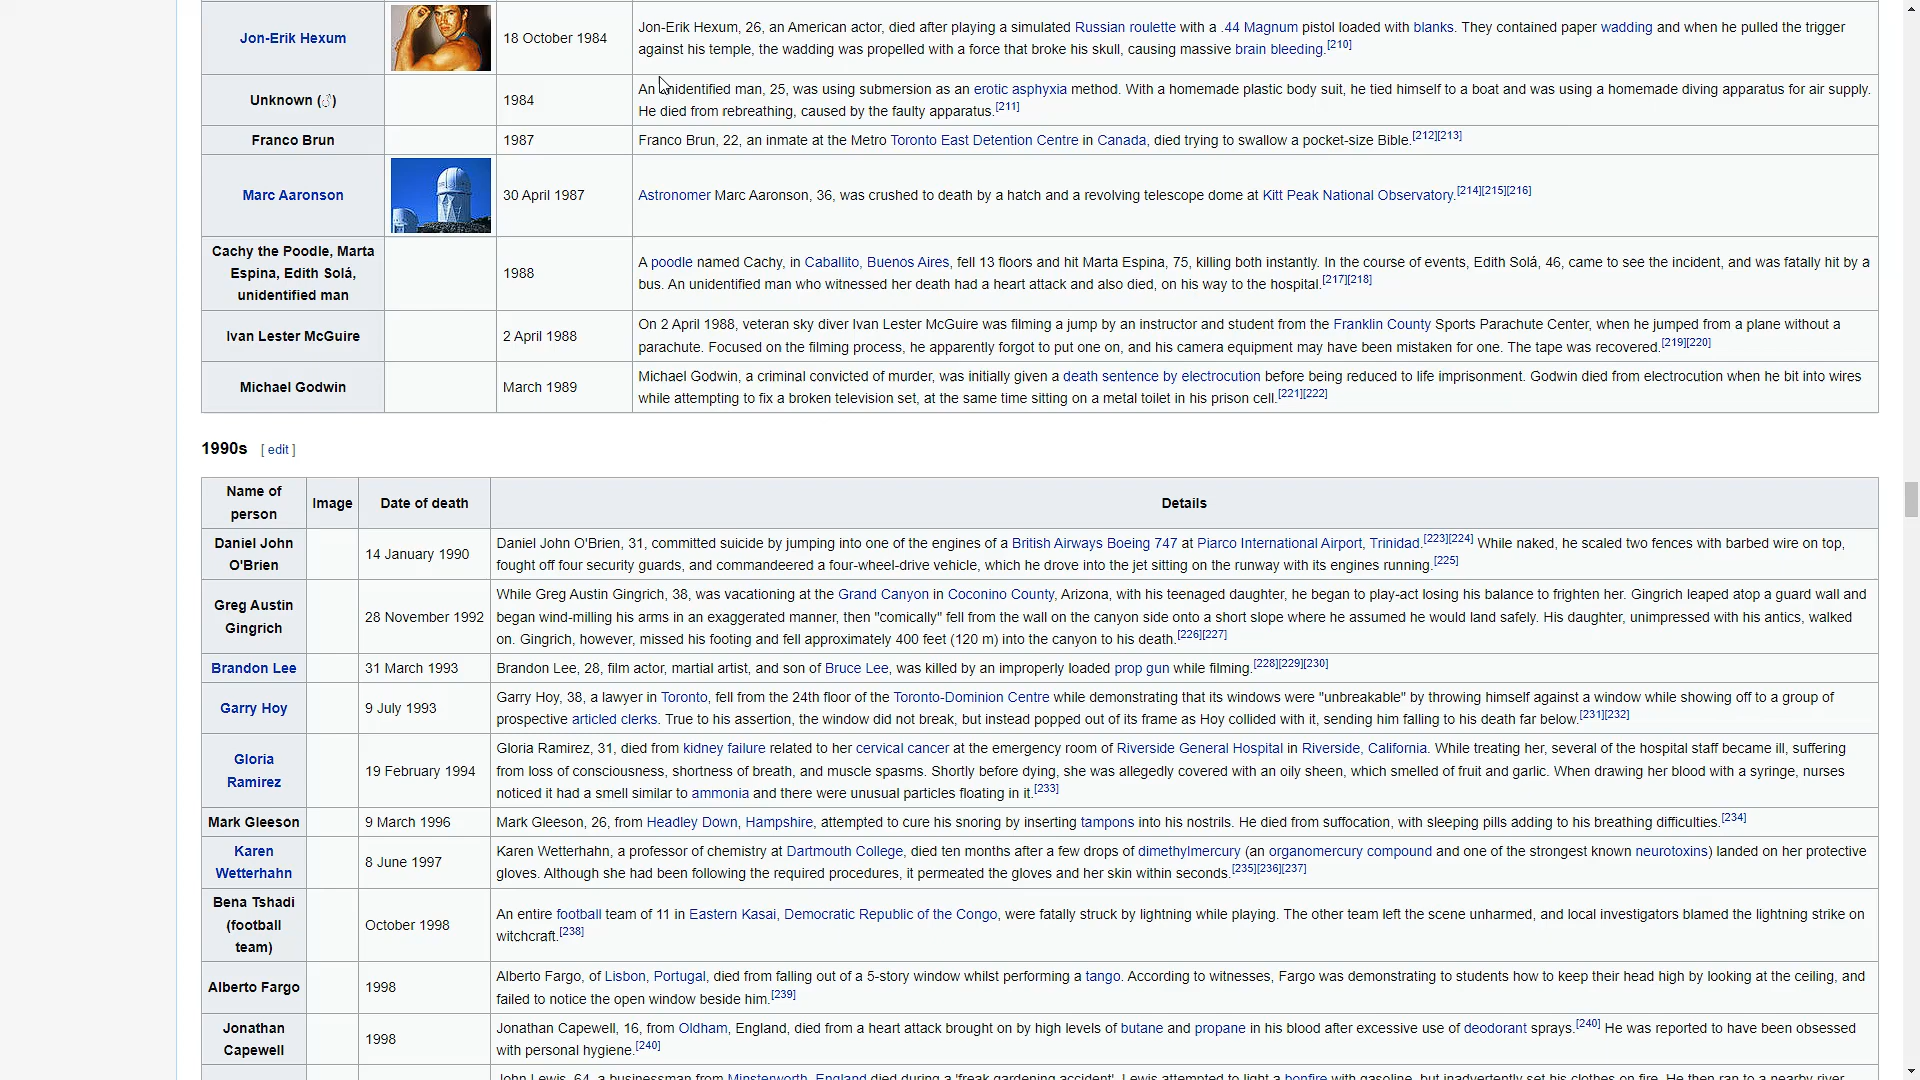 Jon-Erik Hexum
18 October 1984
Jon-Erik Hexum, 26, an American actor, died after playing a simulated Russian roulette with a .44 Magnum pistol loaded with blanks. They contained paper wadding and when he pulled the trigger
against his temple, the wadding was propelled with a force that broke his skull, causing massive brain bleeding.[210]
Unknown (♂)
1984
An unidentified man, 25, was using submersion as an erotic asphyxia method. With a homemade plastic body suit, he tied himself to a boat and was using a homemade diving apparatus for air supply.
He died from rebreathing, caused by the faulty apparatus.[211]
Franco Brun
1987
Franco Brun, 22, an inmate at the Metro Toronto East Detention Centre in Canada, died trying to swallow a pocket-size Bible.[212][213]
Marc Aaronson
30 April 1987
Astronomer Marc Aaronson, 36, was crushed to death by a hatch and a revolving telescope dome at Kitt Peak National Observatory.[214][215][216]
Cachy the Poodle, Marta
Espina, Edith Solá,
unidentified man
1988
A poodle named Cachy, in Caballito, Buenos Aires, fell 13 floors and hit Marta Espina, 75, killing both instantly. In the course of events, Edith Solá, 46, came to see the incident, and was fatally hit by a
bus. An unidentified man who witnessed her death had a heart attack and also died, on his way to the hospital.[217][218]
Ivan Lester McGuire
2 April 1988
On 2 April 1988, veteran sky diver Ivan Lester McGuire was filming a jump by an instructor and student from the Franklin County Sports Parachute Center, when he jumped from a plane without a
parachute. Focused on the filming process, he apparently forgot to put one on, and his camera equipment may have been mistaken for one. The tape was recovered.[219][220]
Michael Godwin
March 1989
Michael Godwin, a criminal convicted of murder, was initially given a death sentence by electrocution before being reduced to life imprisonment. Godwin died from electrocution when he bit into wires
while attempting to fix a broken television set, at the same time sitting on a metal toilet in his prison cell.[221][222]
1990s [ edit ]
Name of
person
Image
Date of death
Details
Daniel John
O'Brien
14 January 1990
Daniel John O'Brien, 31, committed suicide by jumping into one of the engines of a British Airways Boeing 747 at Piarco International Airport, Trinidad.[223][224] While naked, he scaled two fences with barbed wire on top,
fought off four security guards, and commandeered a four-wheel-drive vehicle, which he drove into the jet sitting on the runway with its engines running.[225]
Greg Austin
Gingrich
28 November 1992
While Greg Austin Gingrich, 38, was vacationing at the Grand Canyon in Coconino County, Arizona, with his teenaged daughter, he began to play-act losing his balance to frighten her. Gingrich leaped atop a guard wall and
began wind-milling his arms in an exaggerated manner, then "comically" fell from the wall on the canyon side onto a short slope where he assumed he would land safely. His daughter, unimpressed with his antics, walked
on. Gingrich, however, missed his footing and fell approximately 400 feet (120 m) into the canyon to his death.[226][227]
Brandon Lee
31 March 1993
Brandon Lee, 28, film actor, martial artist, and son of Bruce Lee, was killed by an improperly loaded prop gun while filming.[228][229][230]
Garry Hoy
9 July 1993
Garry Hoy, 38, a lawyer in Toronto, fell from the 24th floor of the Toronto-Dominion Centre while demonstrating that its windows were "unbreakable" by throwing himself against a window while showing off to a group of
prospective articled clerks. True to his assertion, the window did not break, but instead popped out of its frame as Hoy collided with it, sending him falling to his death far below.[231][232]
Gloria
Ramirez
19 February 1994
Gloria Ramirez, 31, died from kidney failure related to her cervical cancer at the emergency room of Riverside General Hospital in Riverside, California. While treating her, several of the hospital staff became ill, suffering
from loss of consciousness, shortness of breath, and muscle spasms. Shortly before dying, she was allegedly covered with an oily sheen, which smelled of fruit and garlic. When drawing her blood with a syringe, nurses
noticed it had a smell similar to ammonia and there were unusual particles floating in it.[233]
Mark Gleeson
9 March 1996
Mark Gleeson, 26, from Headley Down, Hampshire, attempted to cure his snoring by inserting tampons into his nostrils. He died from suffocation, with sleeping pills adding to his breathing difficulties.[234]
Karen
Wetterhahn
8 June 1997
Karen Wetterhahn, a professor of chemistry at Dartmouth College, died ten months after a few drops of dimethylmercury (an organomercury compound and one of the strongest known neurotoxins) landed on her protective
gloves. Although she had been following the required procedures, it permeated the gloves and her skin within seconds.[235][236][237]
Bena Tshadi
(football
team)
October 1998
An entire football team of 11 in Eastern Kasai, Democratic Republic of the Congo, were fatally struck by lightning while playing. The other team left the scene unharmed, and local investigators blamed the lightning strike on
witchcraft.[238]
Alberto Fargo
1998
Alberto Fargo, of Lisbon, Portugal, died from falling out of a 5-story window whilst performing a tango. According to witnesses, Fargo was demonstrating to students how to keep their head high by looking at the ceiling, and
failed to notice the open window beside him.[239]
Jonathan
Capewell
1998
Jonathan Capewell, 16, from Oldham, England, died from a heart attack brought on by high levels of butane and propane in his blood after excessive use of deodorant sprays.[240] He was reported to have been obsessed
with personal hygiene.[240]
John Lewis, 64, a businessman from Minsterworth, England died during a 'freak gardening accident'. Lewis attempted to light a bonfire with gasoline, but inadvertently set his clothes on fire. He then ran to a nearby river